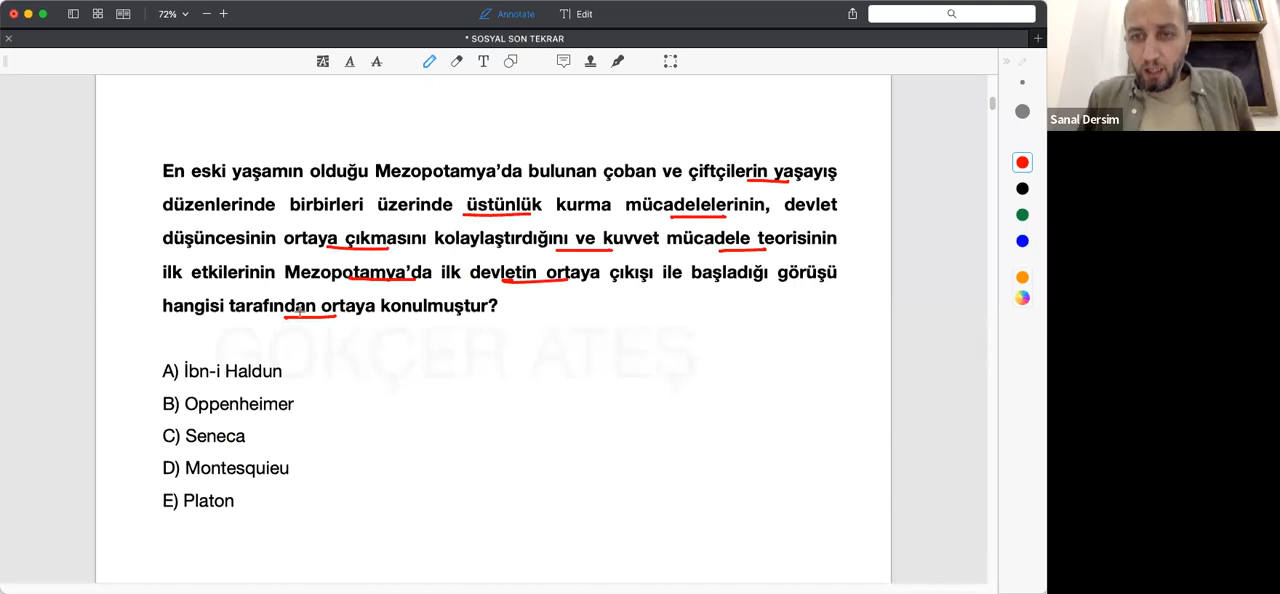 72%
Annotate
Edit
* SOSYAL SON TEKRAR
Sanal Dersim
En eski yaşamın olduğu Mezopotamya’da bulunan çoban ve çiftçilerin yaşayış
düzenlerinde birbirleri üzerinde üstünlük kurma mücadelelerinin, devlet
düşüncesinin ortaya çıkmasını kolaylaştırdığını ve kuvvet mücadele teorisinin
ilk etkilerinin Mezopotamya’da ilk devletin ortaya çıkışı ile başladığı görüşü
hangisi tarafından ortaya konulmuştur?
GÖKÇER ATEŞ
A) İbn-i Haldun
B) Oppenheimer
C) Seneca
D) Montesquieu
E) Platon